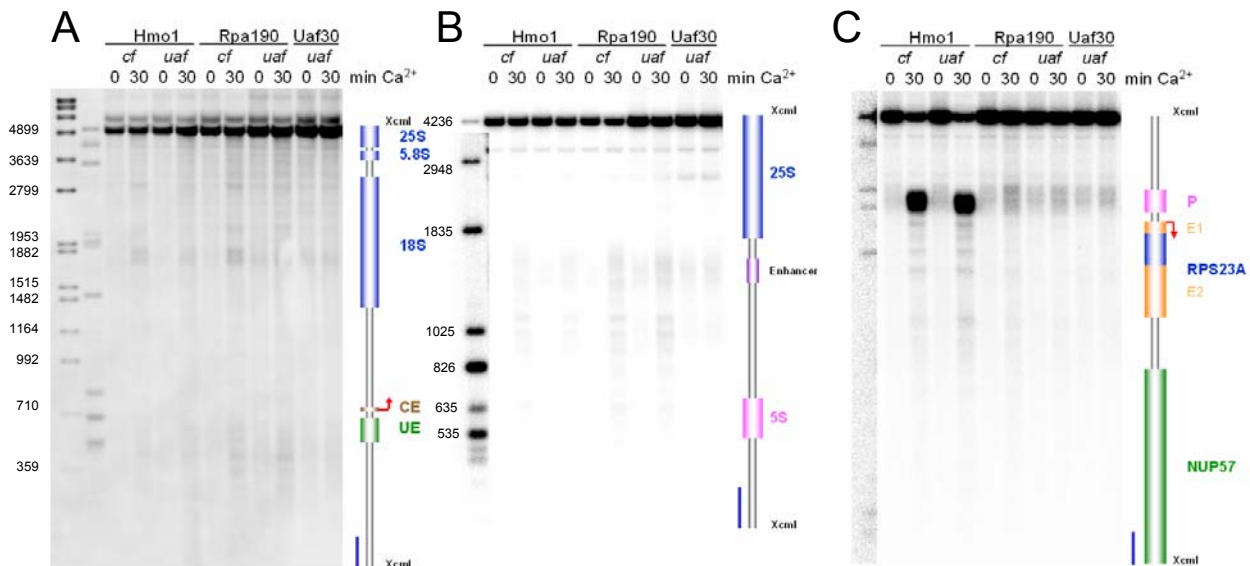 A
Hmo1 Rpa190 Uaf30
cf uaf cf uaf uaf
0 30 0 30 0 30 0 30 0 30 min Ca2+
XcmI
4899
3639
2799
1953
1882
1515
1482
1164
992
710
359
25S
5.8S
18S
CE
UE
XcmI
B
Hmo1 Rpa190 Uaf30
cf uaf cf uaf uaf
0 30 0 30 0 30 0 30 0 30 min Ca2+
XcmI
4236
2948
1835
1025
826
635
535
25S
Enhancer
5S
XcmI
C
Hmo1 Rpa190 Uaf30
cf uaf cf uaf uaf
0 30 0 30 0 30 0 30 0 30 min Ca2+
XcmI
P
E1
RPS23A
E2
NUP57
XcmI